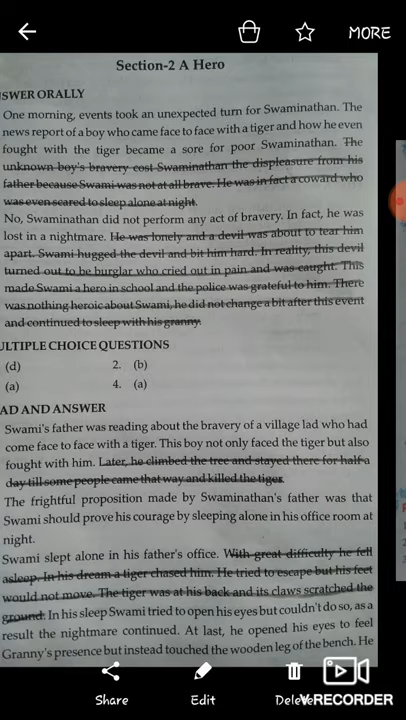 MORE
Section-2 A Hero
SWER ORALLY
One morning, events took an unexpected turn for Swaminathan. The
news report of a boy who came face to face with a tiger and how he even
fought with the tiger became a sore for poor Swaminathan. The
unknown boy's bravery cost Swaminathan the displeasure from his
father because Swami was not at all brave. He was in fact a coward who
was even scared to sleep alone at night.
No, Swaminathan did not perform any act of bravery. In fact, he was
lost in a nightmare. He was lonely and a devil was about to tear him
apart. Swami hugged the devil and bit him hard. In reality, this devil
turned out to be burglar who cried out in pain and was caught. This
made Swami a hero in school and the police was grateful to him. There
was nothing heroic about Swami, he did not change a bit after this event
and continued to sleep with his granny.
ULTIPLE CHOICE QUESTIONS
(d) 2. (b)
(a) 4. (a)
AD AND ANSWER
Swami's father was reading about the bravery of a village lad who had
come face to face with a tiger. This boy not only faced the tiger but also
fought with him. Later, he climbed the tree and stayed there for half a
day till some people came that way and killed the tiger.
The frightful proposition made by Swaminathan's father was that
Swami should prove his courage by sleeping alone in his office room at
night.
Swami slept alone in his father's office. With great difficulty he fell
asleep. In his dream a tiger chased him. He tried to escape but his feet
would not move. The tiger was at his back and its claws scratched the
ground. In his sleep Swami tried to open his eyes but couldn't do so, as a
result the nightmare continued. At last, he opened his eyes to feel
Granny's presence but instead touched the wooden leg of the bench. He
Share Edit Delete
V-RECORDER